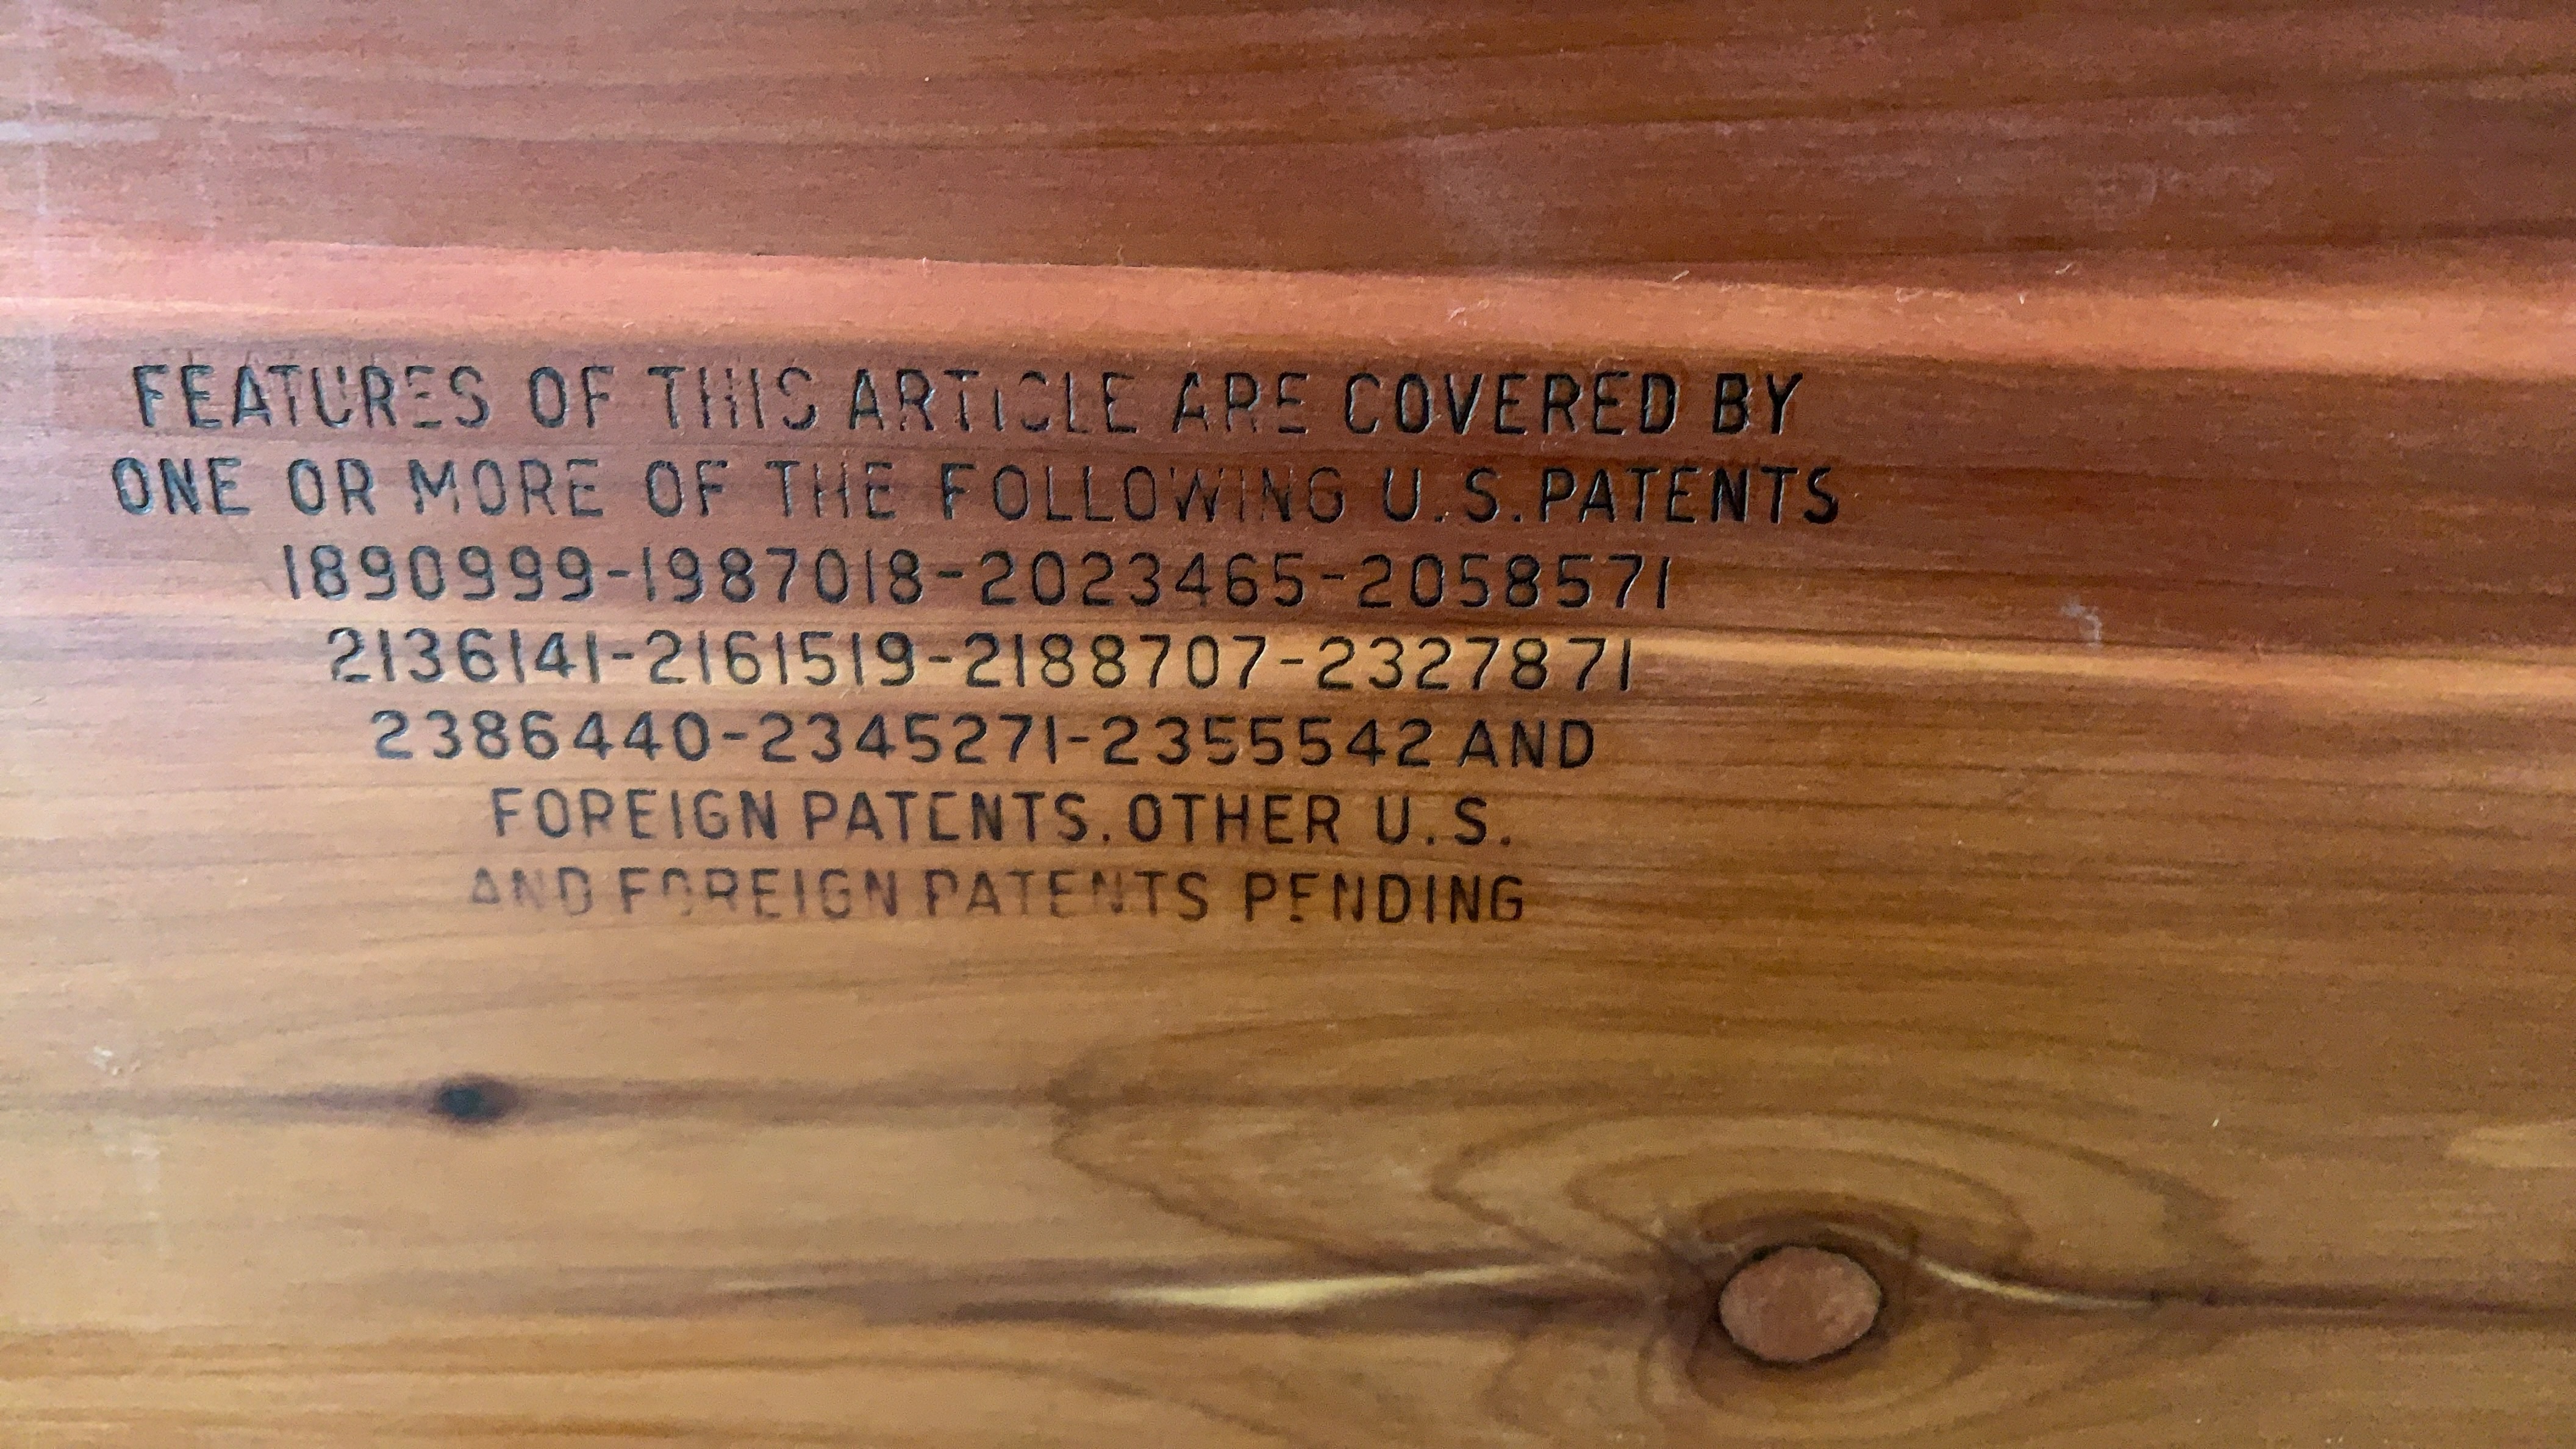 FEATURES OF THIS ARTICLE ARE COVERED BY
ONE OR MORE OF THE FOLLOWING U.S. PATENTS
1890999-1987018-2023465-2058571
2136141-2161519-2188707-2327871
2386440-2345271-2355542 AND
FOREIGN PATENTS. OTHER U.S.
AND FOREIGN PATENTS PENDING